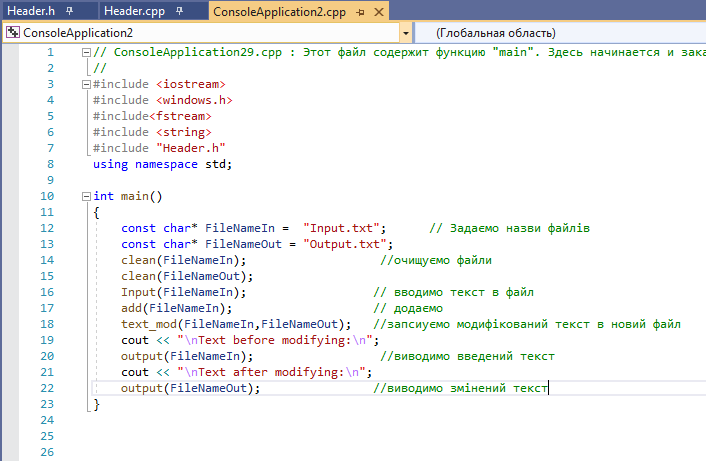 Header.h Header.cpp ConsoleApplication2.cpp
ConsoleApplication2 (Глобальная область)
1 // ConsoleApplication29.cpp : Этот файл содержит функцию "main". Здесь начинается и зака
2 //
3 #include <iostream>
4 #include <windows.h>
5 #include<fstream>
6 #include <string>
7 #include "Header.h"
8 using namespace std;
9
10 int main()
11 {
12 const char* FileNameIn =  "Input.txt"; // Задаємо назви файлів
13 const char* FileNameOut = "Output.txt";
14 clean(FileNameIn); //очищуємо файли
15 clean(FileNameOut);
16 Input(FileNameIn); // вводимо текст в файл
17 add(FileNameIn); // додаємо
18 text_mod(FileNameIn,FileNameOut); //запсиуємо модифікований текст в новий файл
19 cout << "\nText before modifying:\n";
20 output(FileNameIn); //виводимо введений текст
21 cout << "\nText after modifying:\n";
22 output(FileNameOut); //виводимо змінений текст
23 }
24
25
26